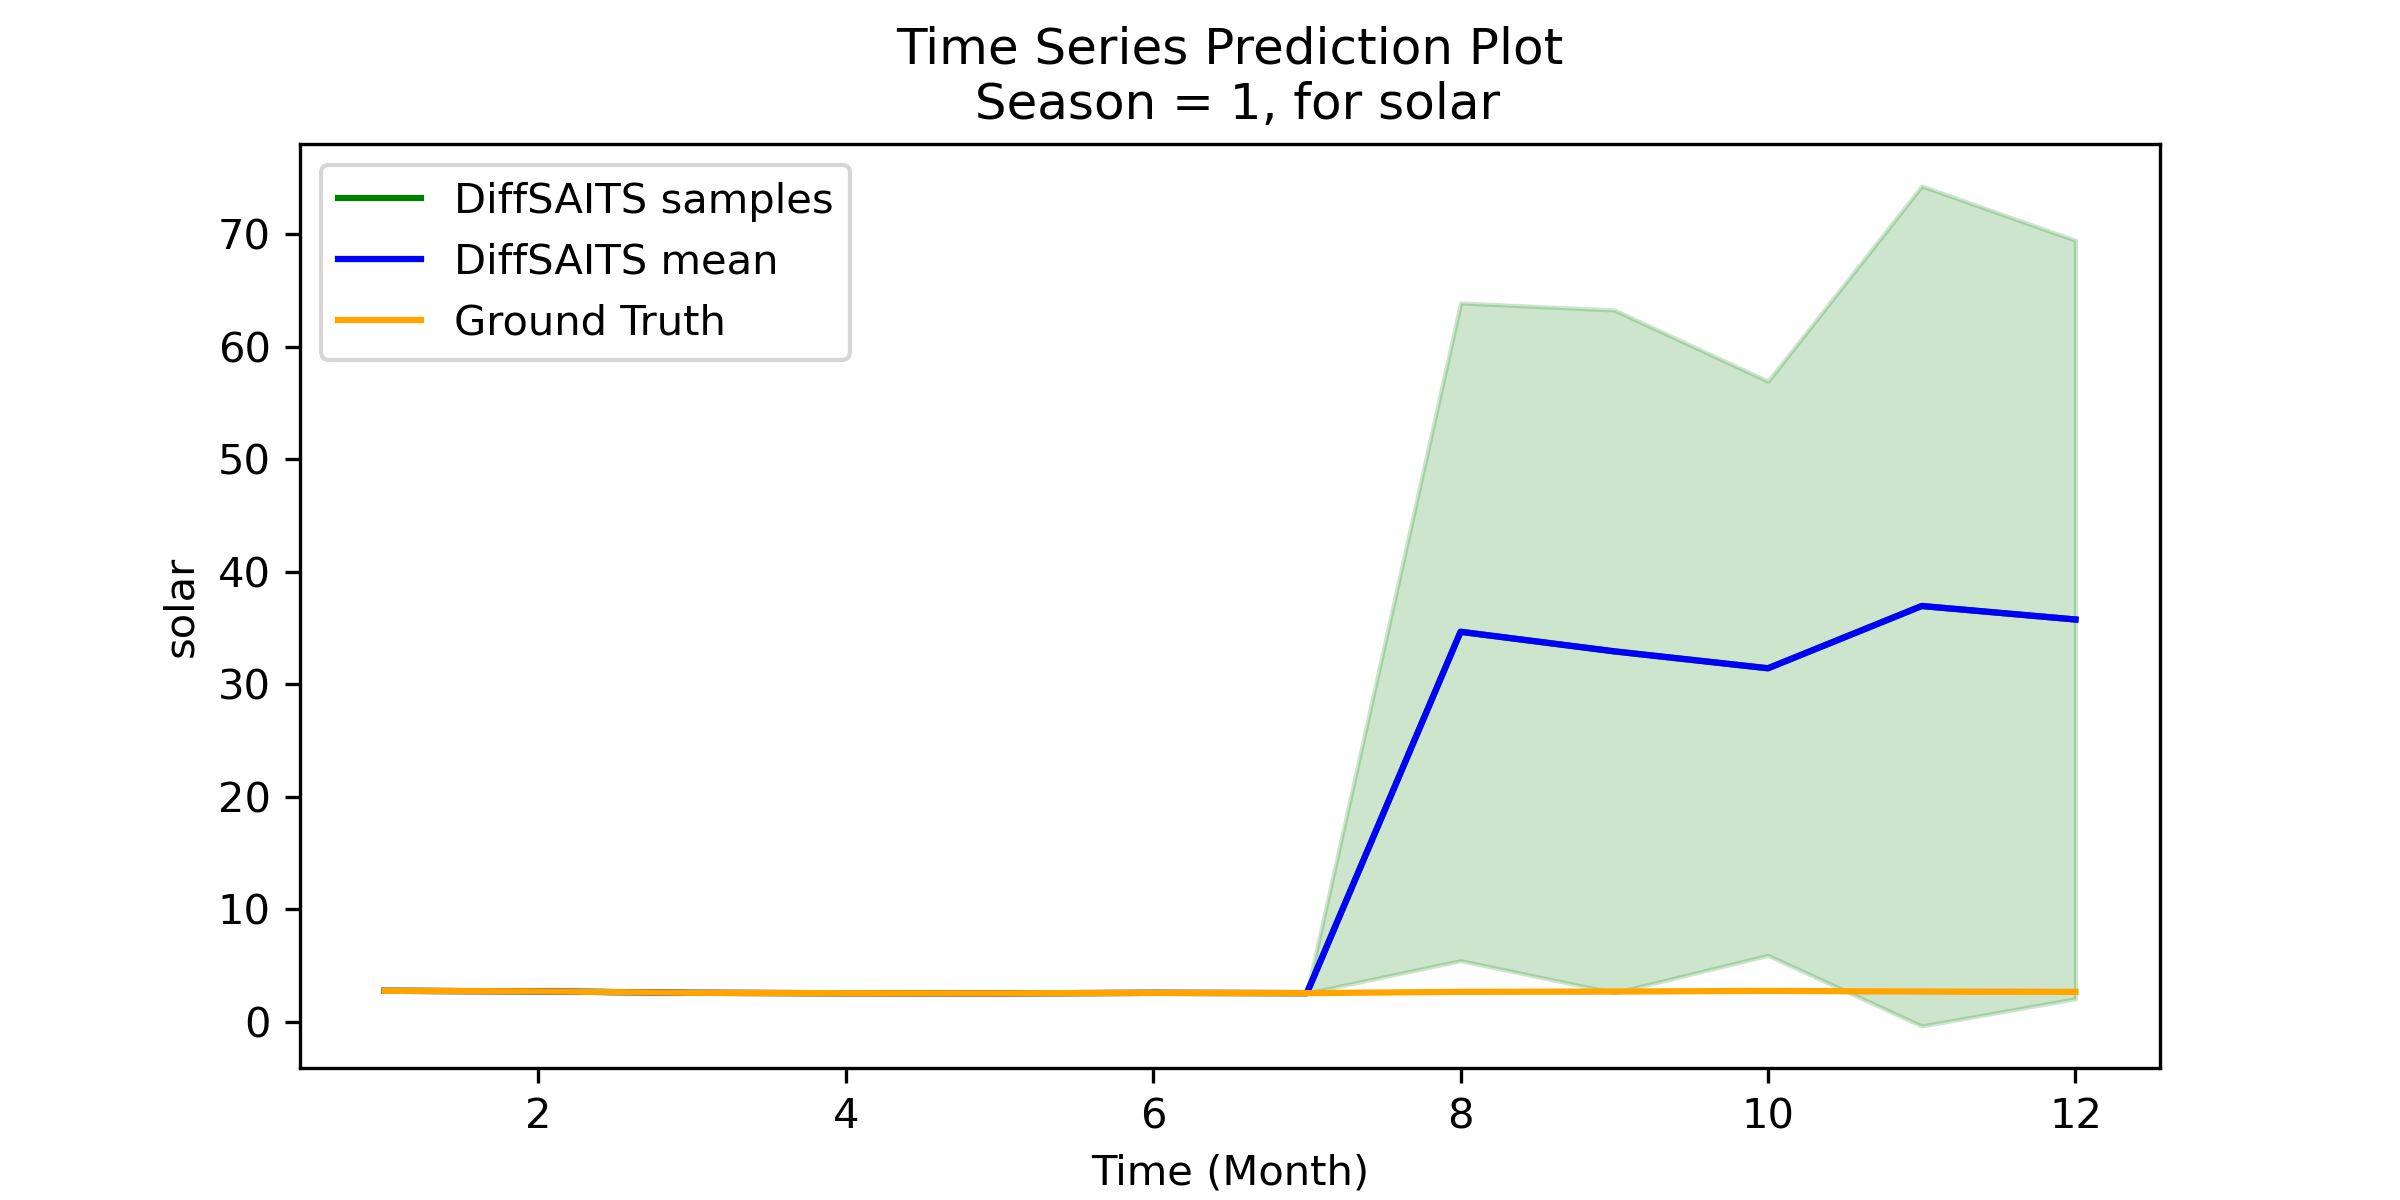 Time Series Prediction Plot
Season = 1, for solar
DiffSAITS samples
DiffSAITS mean
Ground Truth
70
60
50
40
30
20
10
0
solar
2 4 6 8 10 12
Time (Month)